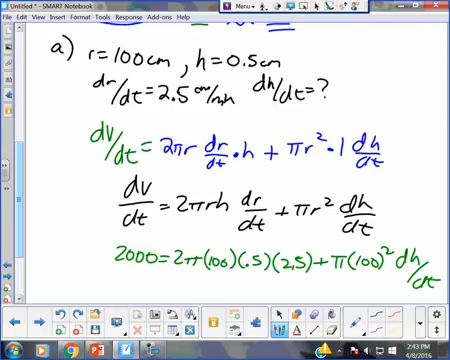 Untitled * - SMART Notebook
Menu
File Edit View Insert Format Tools Add-ons Help
a) r = 100cm , h = 0.5cm
dr/dt = 2.5 cm/min dh/dt = ?
dV/dt = 2πr dr/dt · h + πr² · 1 dh/dt
dV/dt = 2πrh dr/dt + πr² dh/dt
2000 = 2π(100)(.5)(2.5) + π(100)² dh/dt
2:43 PM
4/8/2016